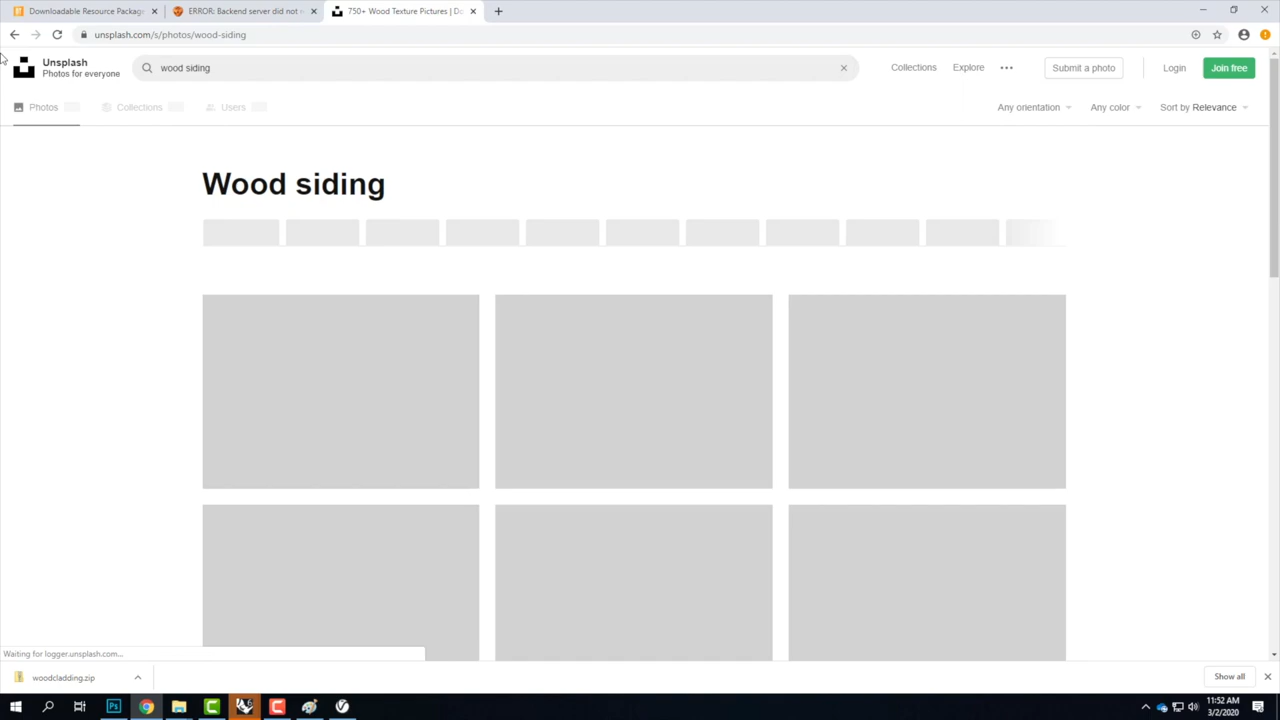 Downloadable Resource Package
ERROR: Backend server did not r
750+ Wood Texture Pictures | Do
unsplash.com/s/photos/wood-siding
Unsplash
Photos for everyone
wood siding
Collections
Explore
Submit a photo
Login
Join free
Photos
Collections
Users
Any orientation
Any color
Sort by Relevance
Wood siding
Waiting for logger.unsplash.com...
woodcladding.zip
Show all
Ps
11:52 AM
3/2/2020